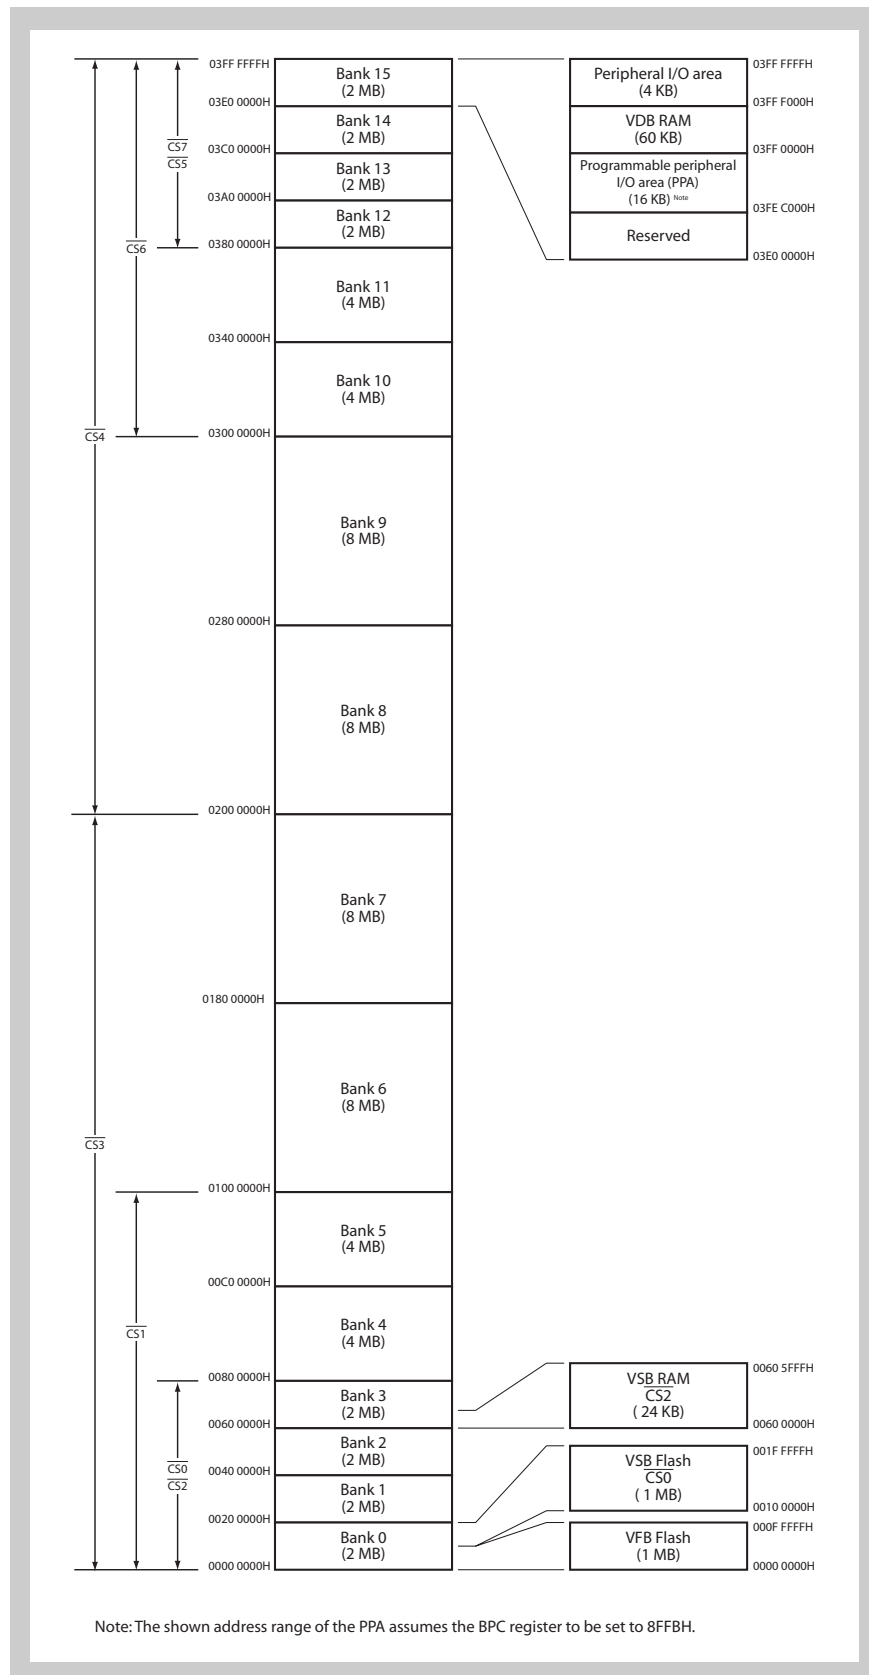 03FF FFFFH
Bank 15
(2 MB)
03E0 0000H
Bank 14
(2 MB)
03C0 0000H
Bank 13
(2 MB)
03A0 0000H
Bank 12
(2 MB)
0380 0000H
CS7
CS5
CS6
Bank 11
(4 MB)
0340 0000H
Bank 10
(4 MB)
0300 0000H
CS4
Bank 9
(8 MB)
0280 0000H
Bank 8
(8 MB)
0200 0000H
Bank 7
(8 MB)
0180 0000H
Bank 6
(8 MB)
CS3
0100 0000H
Bank 5
(4 MB)
00C0 0000H
Bank 4
(4 MB)
CS1
0080 0000H
Bank 3
(2 MB)
0060 0000H
Bank 2
(2 MB)
CS0
CS2
0040 0000H
Bank 1
(2 MB)
0020 0000H
Bank 0
(2 MB)
0000 0000H
Peripheral I/O area
(4 KB)
03FF FFFFH
03FF F000H
VDB RAM
(60 KB)
03FF 0000H
Programmable peripheral
I/O area (PPA)
(16 KB) Note
03FE C000H
Reserved
03E0 0000H
0060 5FFFH
VSB RAM
CS2
( 24 KB)
0060 0000H
001F FFFFH
VSB Flash
CS0
( 1 MB)
0010 0000H
000F FFFFH
VFB Flash
(1 MB)
0000 0000H
Note: The shown address range of the PPA assumes the BPC register to be set to 8FFBH.